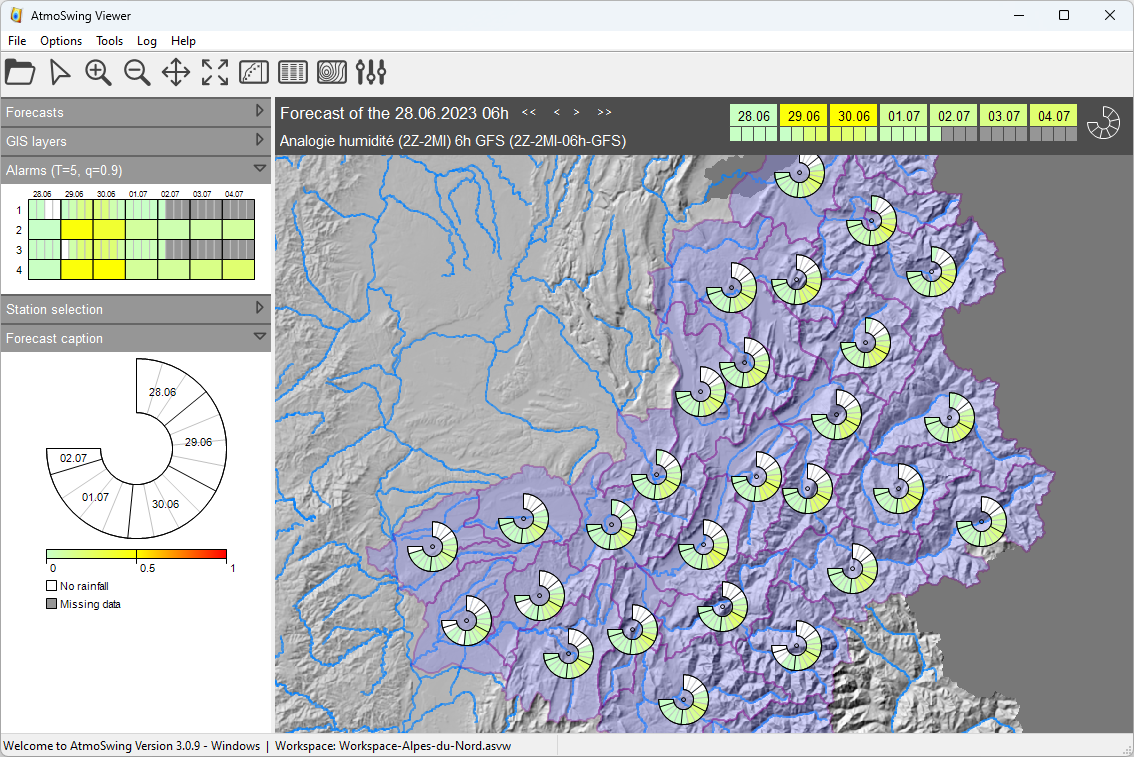 AtmoSwing Viewer
File Options Tools Log Help
Forecasts
GIS layers
Alarms (T=5, q=0.9)
28.06 29.06 30.06 01.07 02.07 03.07 04.07
1
2
3
4
Station selection
Forecast caption
28.06
29.06
30.06
01.07
02.07
0 0.5 1
No rainfall
Missing data
Forecast of the 28.06.2023 06h << < > >>
Analogie humidité (2Z-2MI) 6h GFS (2Z-2MI-06h-GFS)
28.06 29.06 30.06 01.07 02.07 03.07 04.07
Welcome to AtmoSwing Version 3.0.9 - Windows | Workspace: Workspace-Alpes-du-Nord.asvw